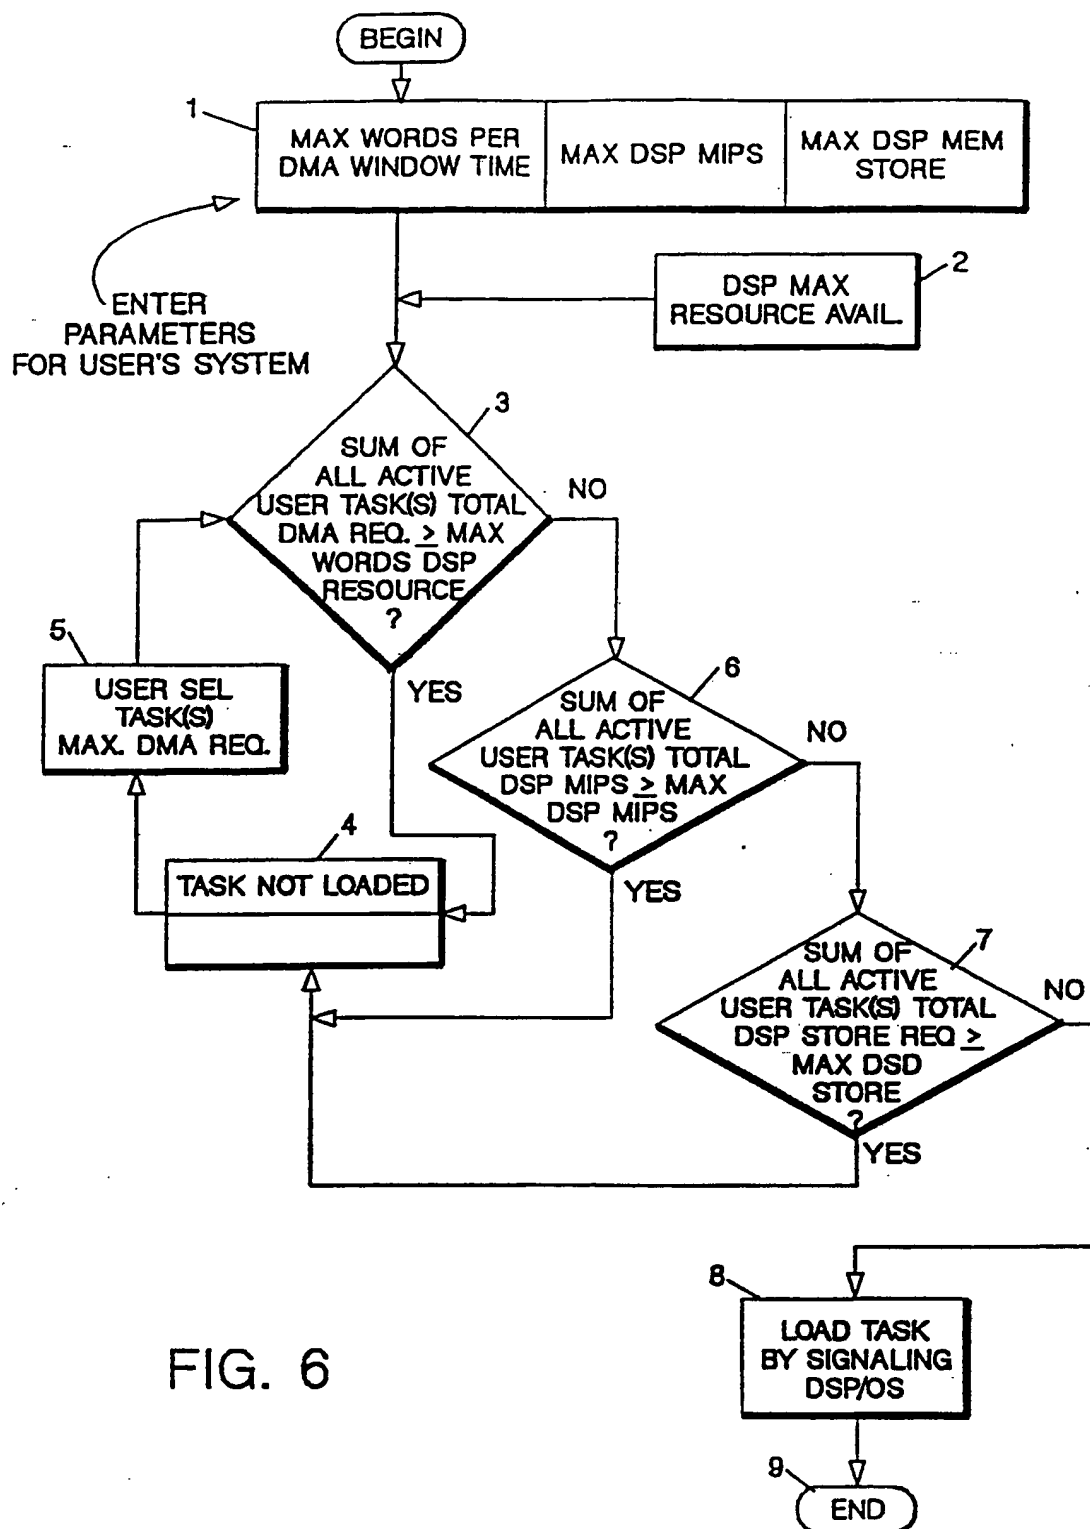 BEGIN
1
MAX WORDS PER
DMA WINDOW TIME
MAX DSP MIPS
MAX DSP MEM
STORE
ENTER
PARAMETERS
FOR USER'S SYSTEM
2
DSP MAX
RESOURCE AVAIL.
3
SUM OF
ALL ACTIVE
USER TASK(S) TOTAL
DMA REQ. ≥ MAX
WORDS DSP
RESOURCE
?
NO
YES
5
USER SEL
TASK(S)
MAX. DMA REQ.
4
TASK NOT LOADED
6
SUM OF
ALL ACTIVE
USER TASK(S) TOTAL
DSP MIPS ≥ MAX
DSP MIPS
?
NO
YES
7
SUM OF
ALL ACTIVE
USER TASK(S) TOTAL
DSP STORE REQ ≥
MAX DSD
STORE
?
NO
YES
8
LOAD TASK
BY SIGNALING
DSP/OS
9
END
FIG. 6